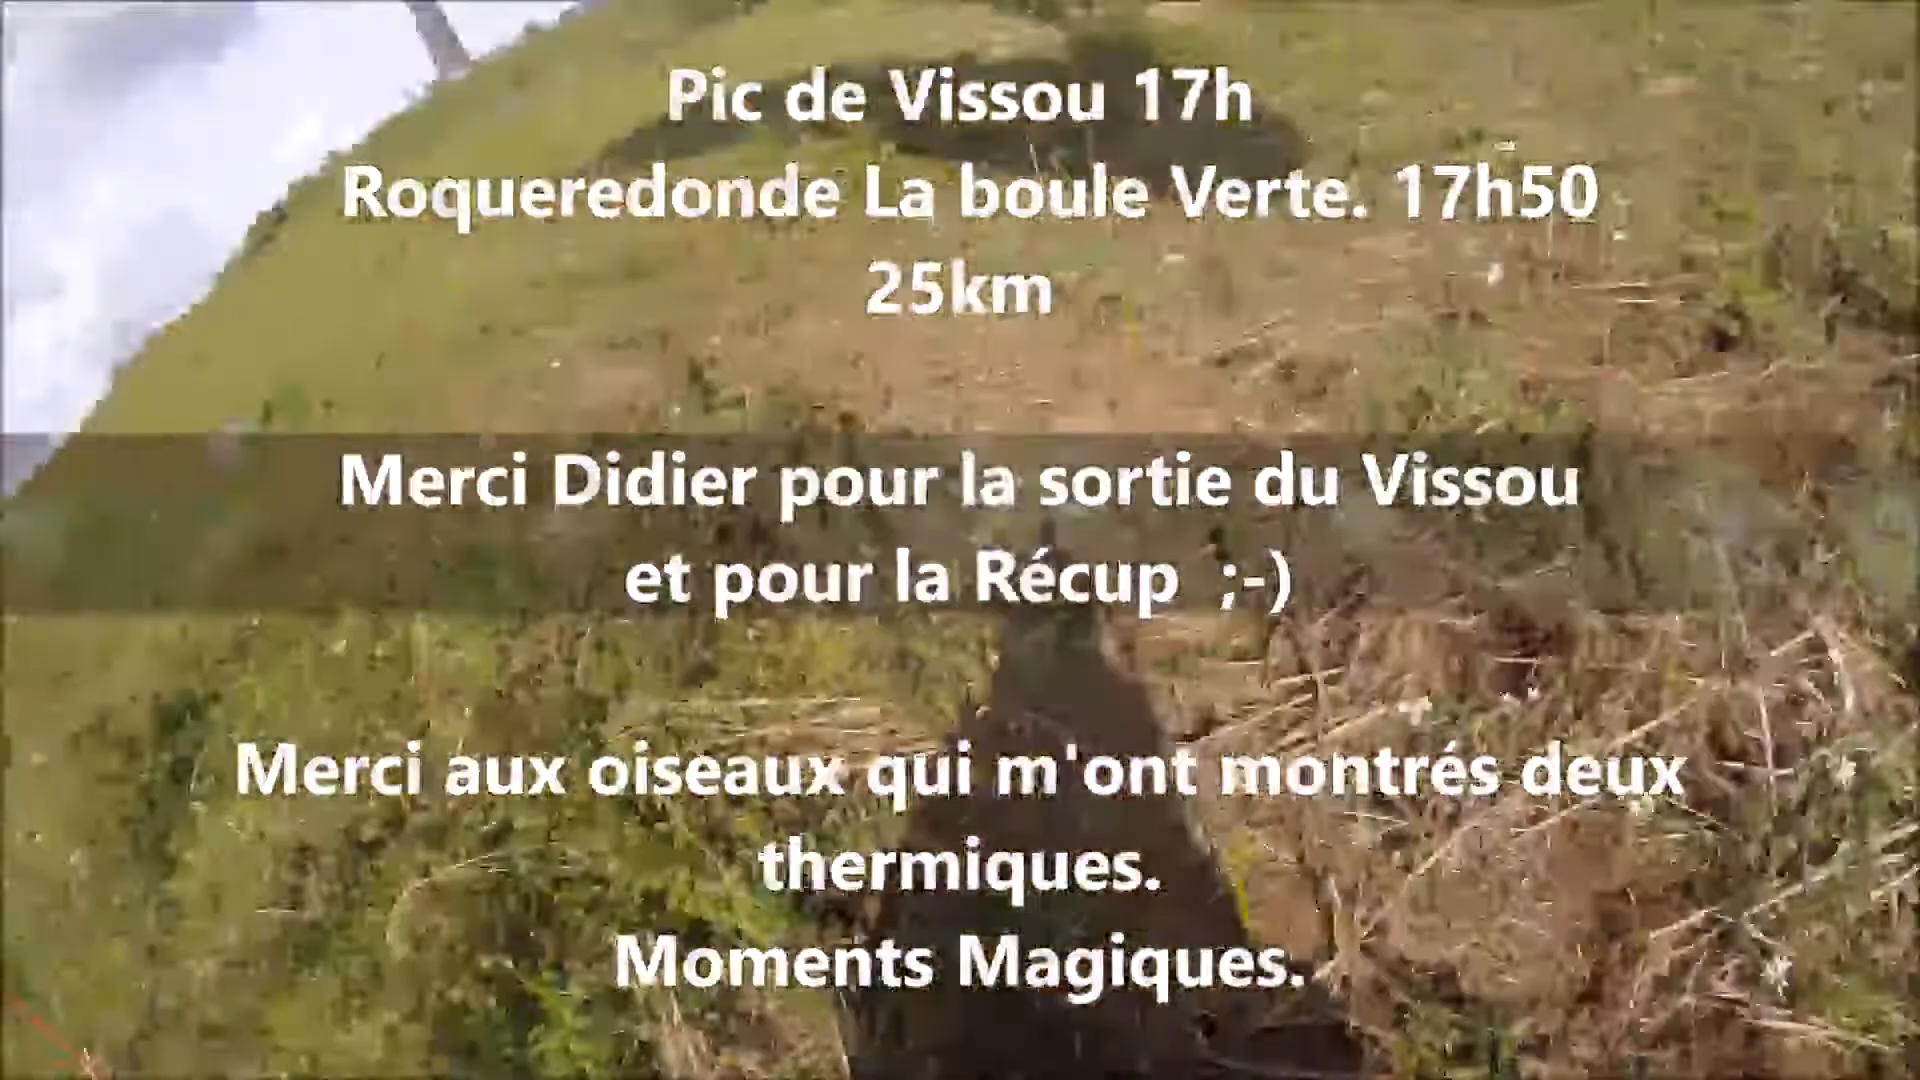 Pic de Vissou 17h
Roqueredonde La boule Verte. 17h50
25km
Merci Didier pour la sortie du Vissou
et pour la Récup ;-)
Merci aux oiseaux qui m'ont montrés deux
thermiques.
Moments Magiques.